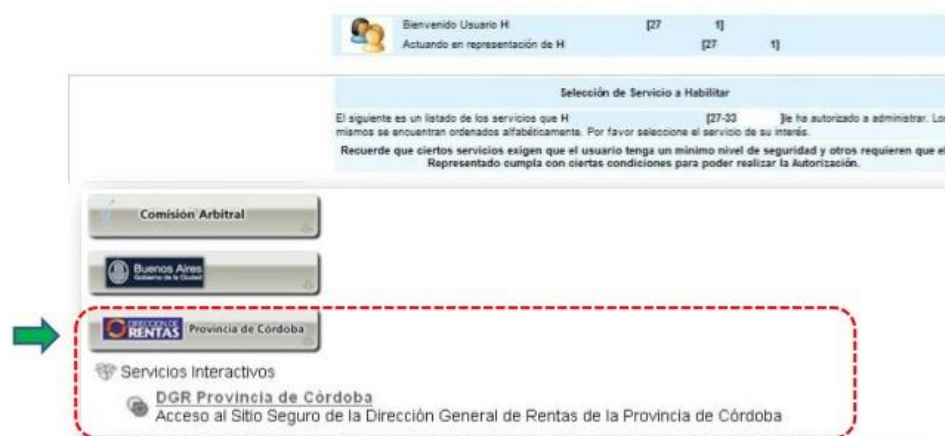 Bienvenido Usuario H [27 1]
Actuando en representación de H [27 1]
Selección de Servicio a Habilitar
El siguiente es un listado de los servicios que H [27-33 ]le ha autorizado a administrar. Los
mismos se encuentran ordenados alfabéticamente. Por favor seleccione el servicio de su interés.
Recuerde que ciertos servicios exigen que el usuario tenga un mínimo nivel de seguridad y otros requieren que el
Representado cumpla con ciertas condiciones para poder realizar la Autorización.
Comisión Arbitral
Buenos Aires
Gobierno de la Ciudad
DIRECCION DE
RENTAS Provincia de Córdoba
Servicios Interactivos
DGR Provincia de Córdoba
Acceso al Sitio Seguro de la Dirección General de Rentas de la Provincia de Córdoba